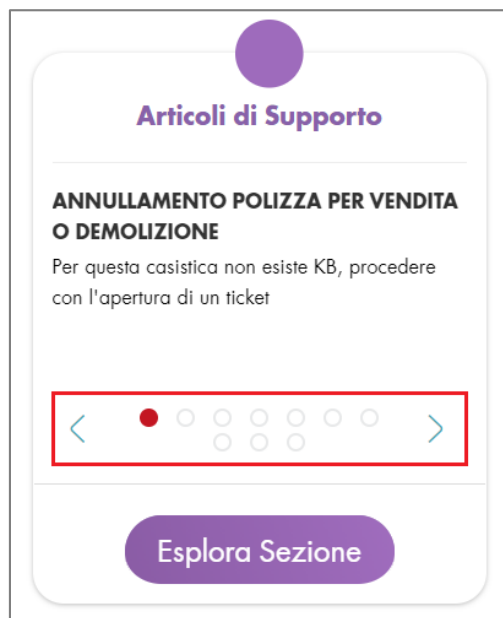 Articoli di Supporto
ANNULLAMENTO POLIZZA PER VENDITA
O DEMOLIZIONE
Per questa casistica non esiste KB, procedere
con l'apertura di un ticket
Esplora Sezione